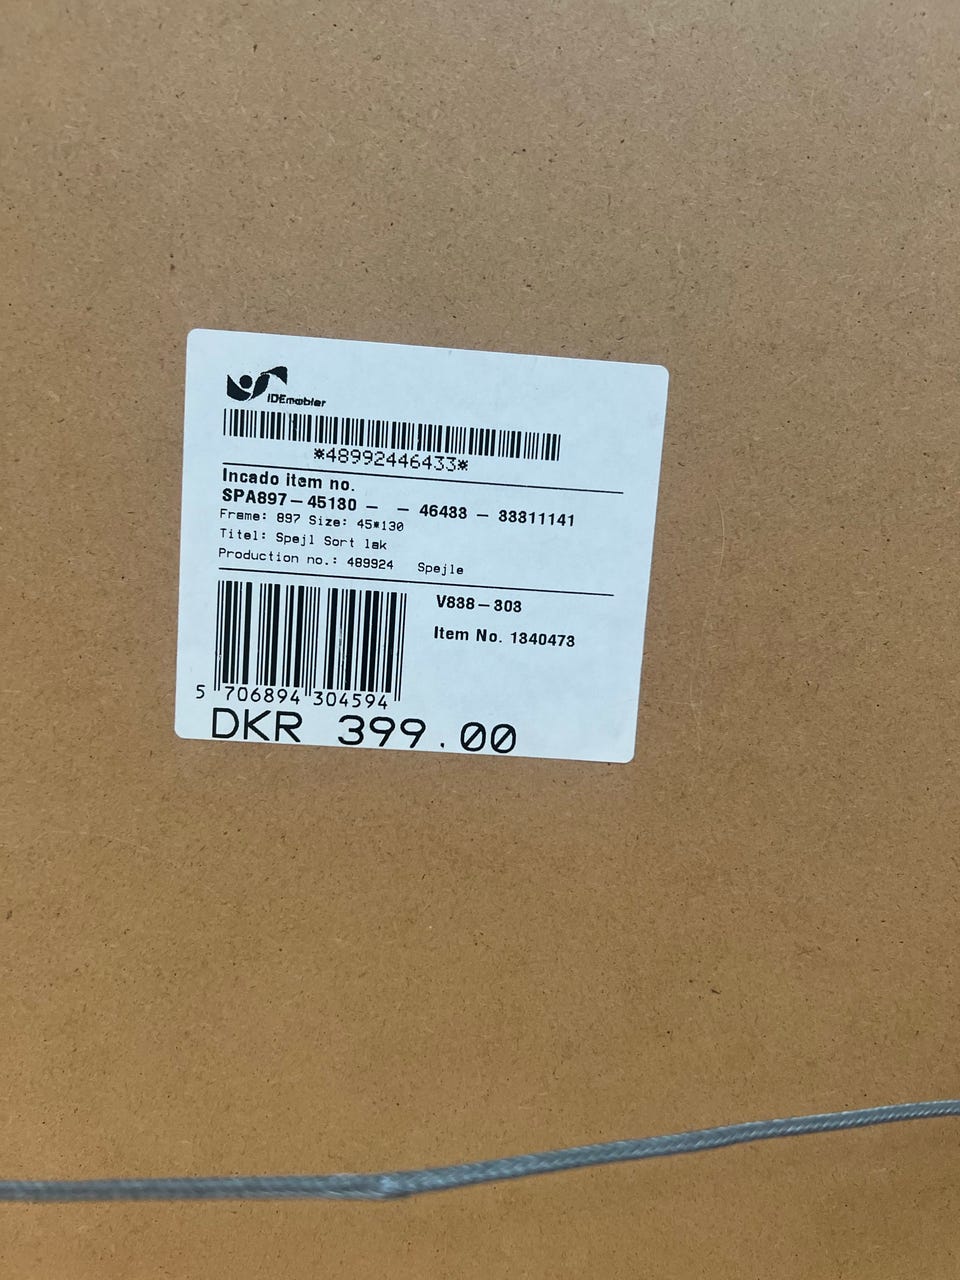 IDEmøbler
*48992446433*
Incado item no.
SPA897-45130 - - 46433 - 33311141
Frame: 897 Size: 45*130
Titel: Spejl Sort lak
Production no.: 489924 Spejle
V838-303
Item No. 1340473
5 706894 304594
DKR 399.00